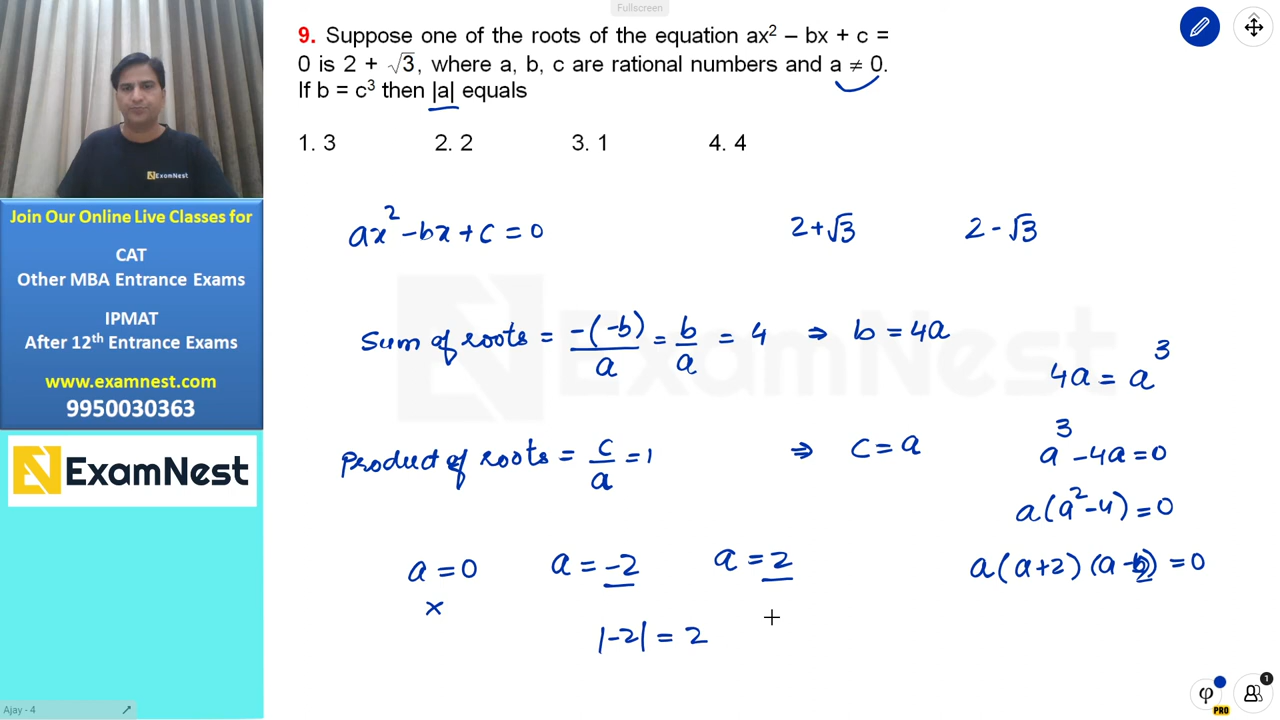 Fullscreen
9. Suppose one of the roots of the equation ax² – bx + c =
0 is 2 + √3, where a, b, c are rational numbers and a ≠ 0.
If b = c³ then |a| equals
1. 3 2. 2 3. 1 4. 4
ExamNest
Join Our Online Live Classes for
CAT
Other MBA Entrance Exams
IPMAT
After 12th Entrance Exams
www.examnest.com
9950030363
ExamNest
ax² - bx + c = 0 2+√3 2-√3
Sum of roots = -(-b)/a = b/a = 4 ⇒ b = 4a
4a = a³
Product of roots = c/a = 1 ⇒ c = a
a³ - 4a = 0
a(a² - 4) = 0
a(a+2)(a-2) = 0
a = 0 a = -2 a = 2
×
|-2| = 2
ExamNest
Ajay - 4
PRO
1